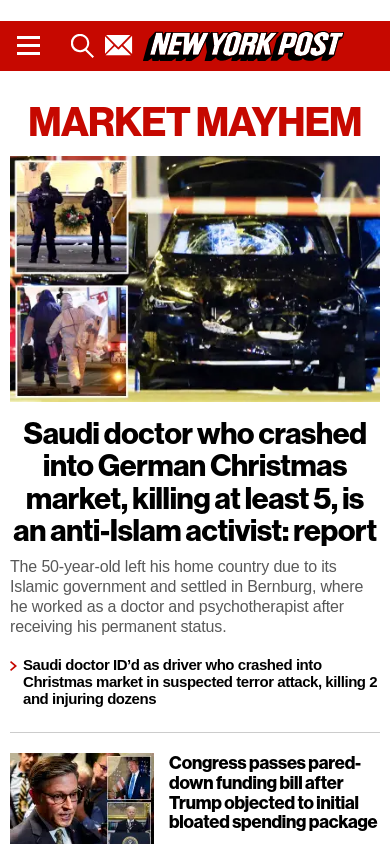 NEW YORK POST
MARKET MAYHEM
Saudi doctor who crashed
into German Christmas
market, killing at least 5, is
an anti-Islam activist: report
The 50-year-old left his home country due to its
Islamic government and settled in Bernburg, where
he worked as a doctor and psychotherapist after
receiving his permanent status.
Saudi doctor ID’d as driver who crashed into
Christmas market in suspected terror attack, killing 2
and injuring dozens
Congress passes pared-
down funding bill after
Trump objected to initial
bloated spending package